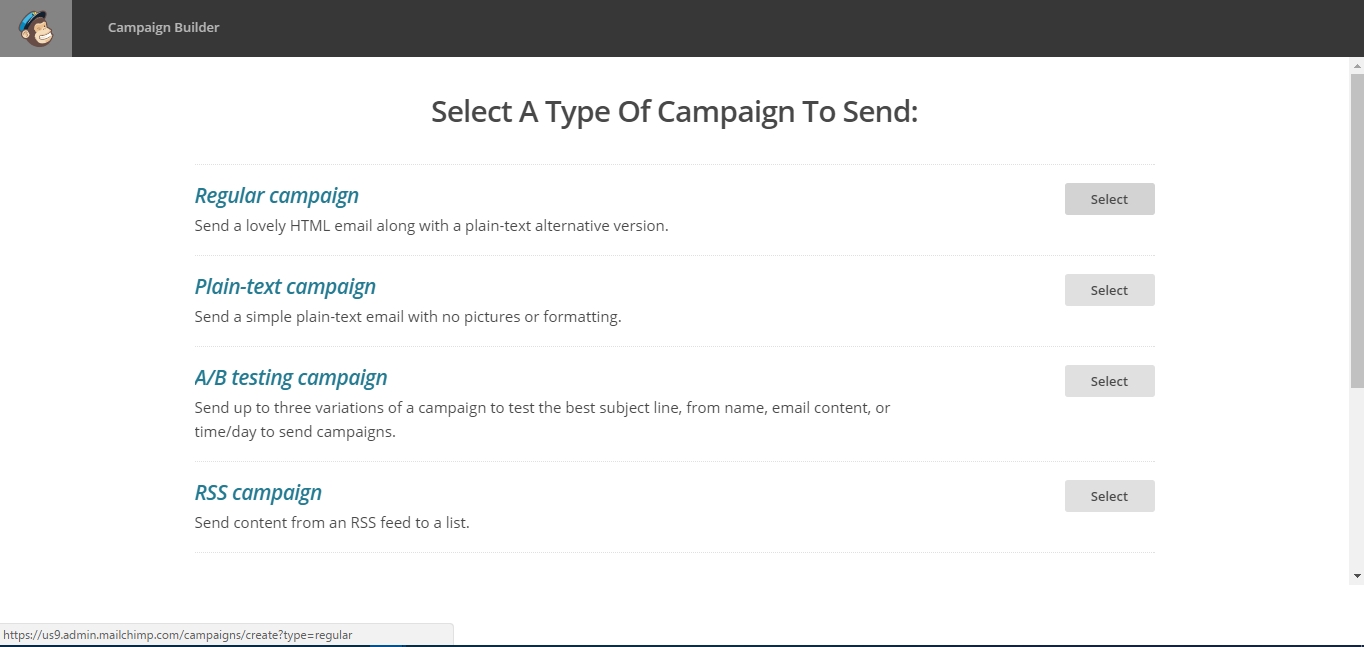 Campaign Builder
Select A Type Of Campaign To Send:
Regular campaign
Select
Send a lovely HTML email along with a plain-text alternative version.
Plain-text campaign
Select
Send a simple plain-text email with no pictures or formatting.
A/B testing campaign
Select
Send up to three variations of a campaign to test the best subject line, from name, email content, or
time/day to send campaigns.
RSS campaign
Select
Send content from an RSS feed to a list.
https://us9.admin.mailchimp.com/campaigns/create?type=regular